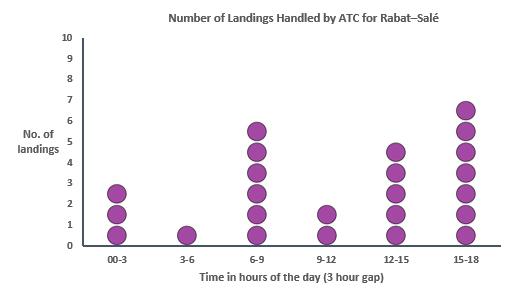 Number of Landings Handled by ATC for Rabat–Salé
10
9
8
7
6
5
4
3
2
1
0
No. of
landings
00-3 3-6 6-9 9-12 12-15 15-18
Time in hours of the day (3 hour gap)